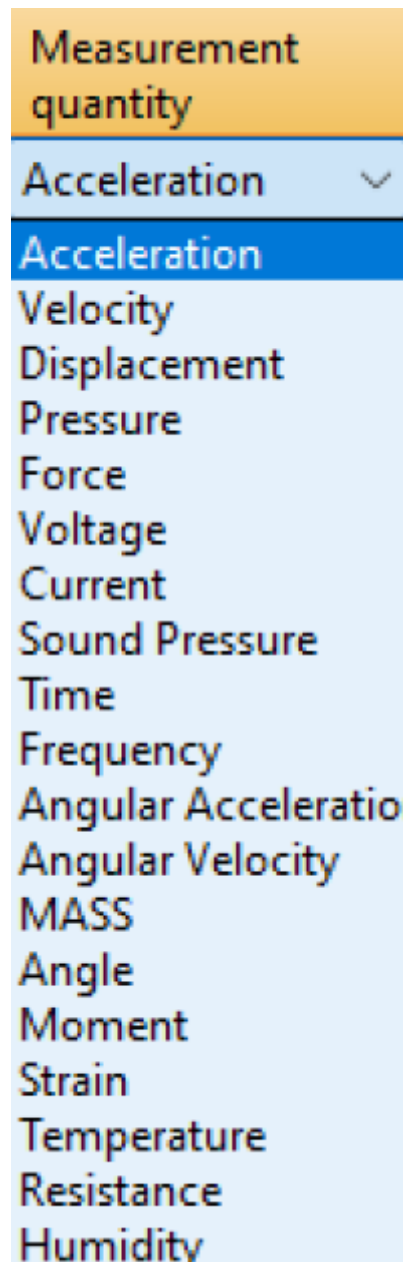 Measurement
quantity
Acceleration
Acceleration
Velocity
Displacement
Pressure
Force
Voltage
Current
Sound Pressure
Time
Frequency
Angular Acceleratio
Angular Velocity
MASS
Angle
Moment
Strain
Temperature
Resistance
Humidity